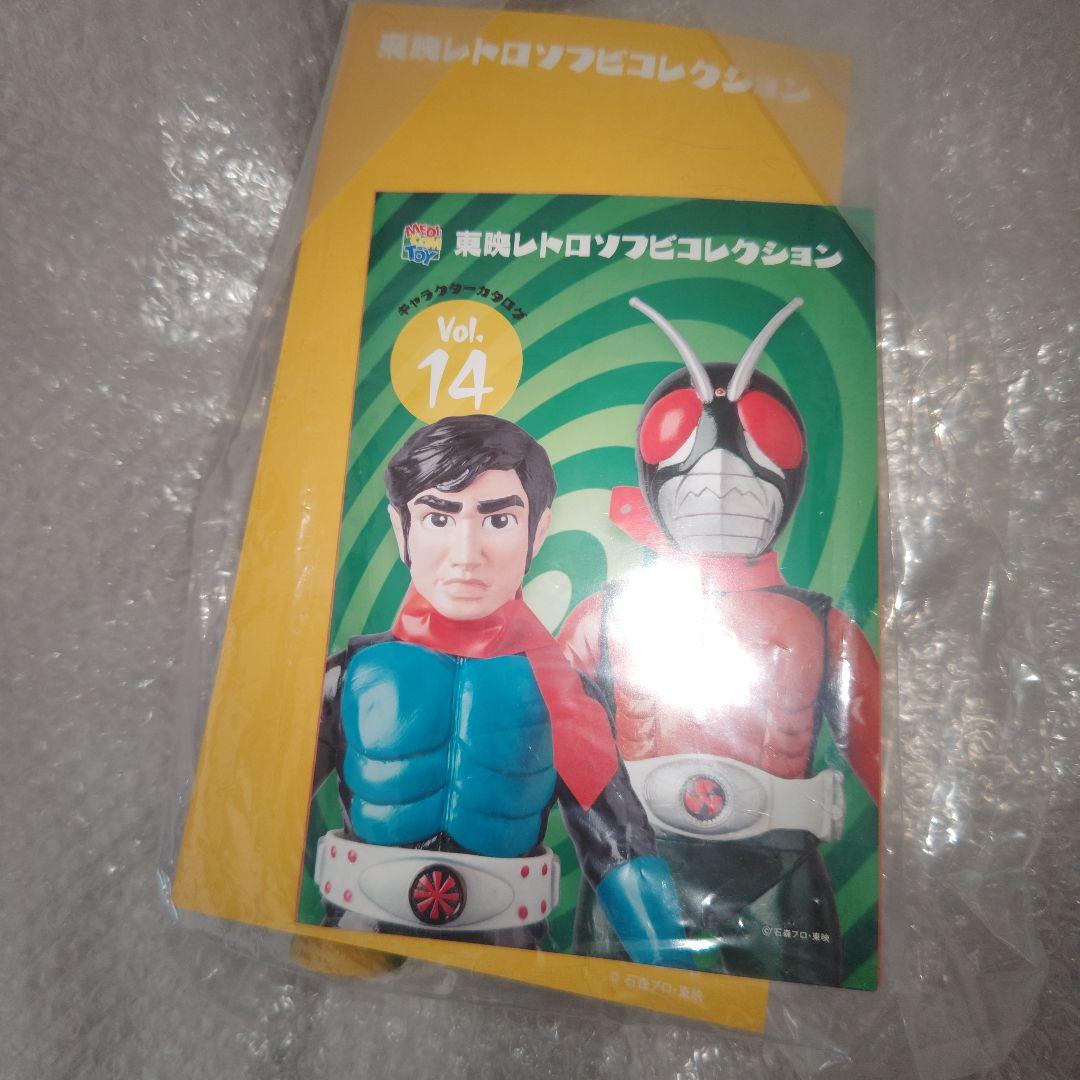 東映レトロソフビコレクション
MEDI
COM
TOY
東映レトロソフビコレクション
キャラクターカタログ
Vol.
14
©石森プロ・東映
© 石森プロ・東映